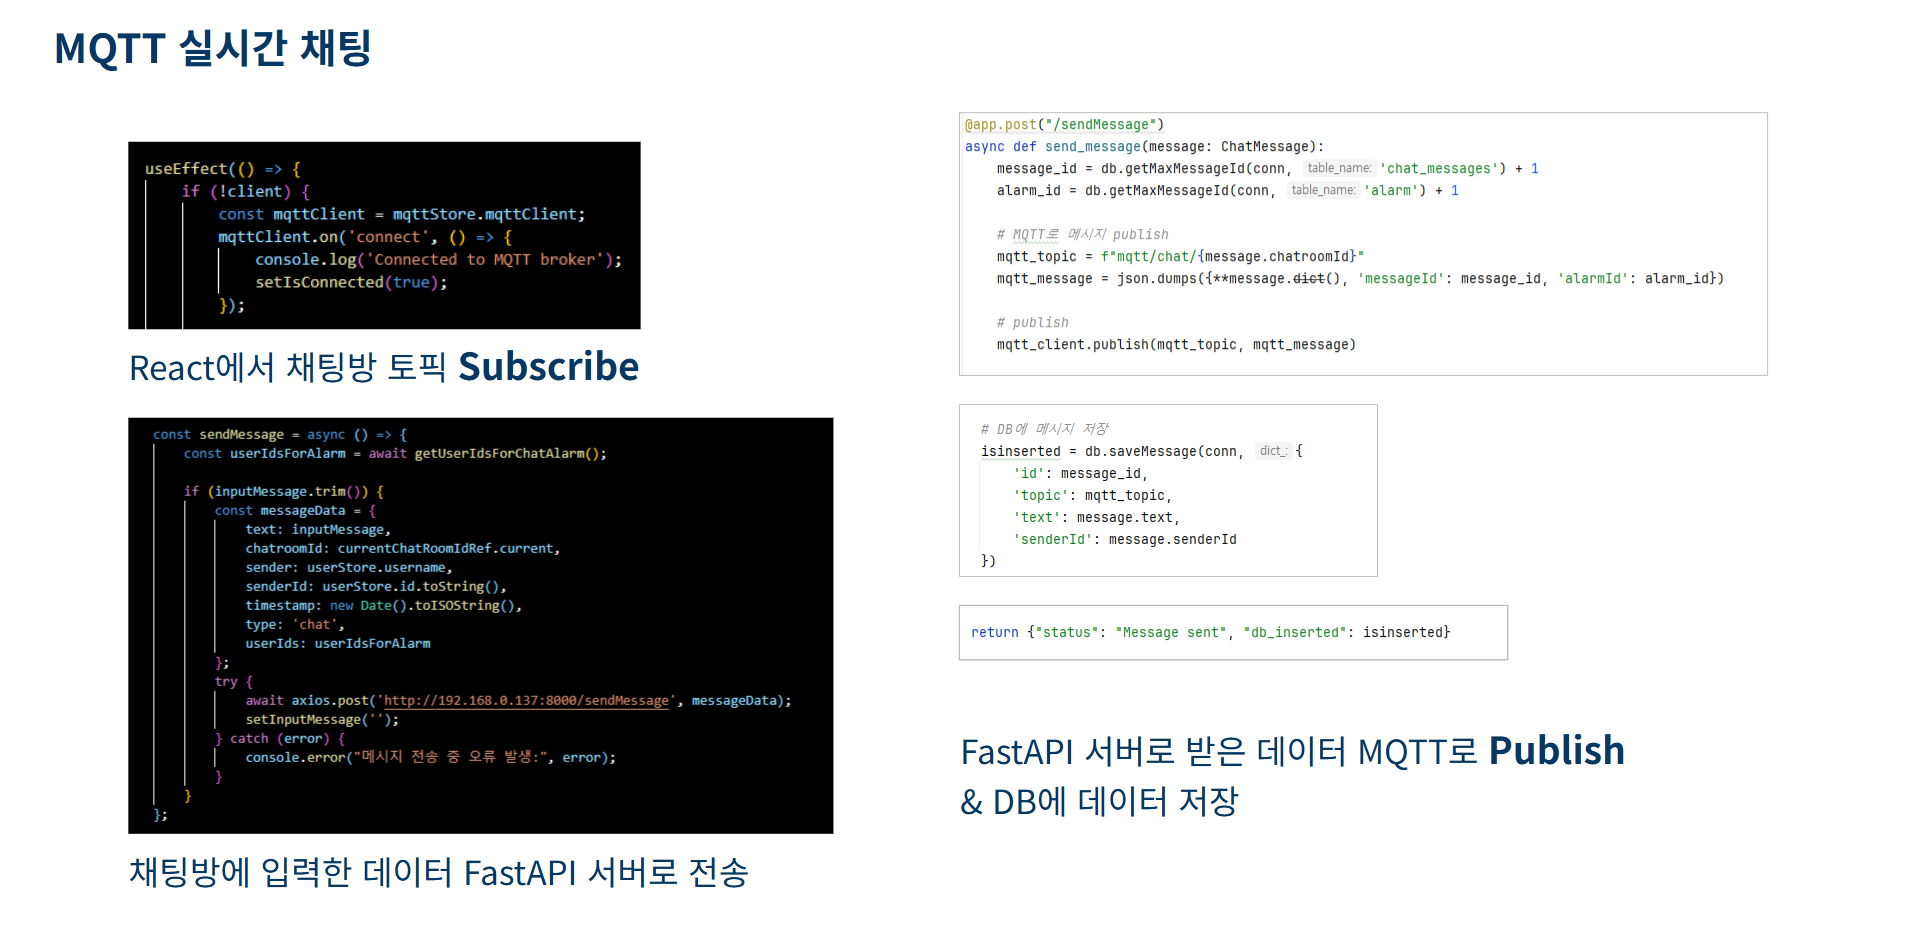 MQTT 실시간 채팅
useEffect(() => {
if (!client) {
const mqttClient = mqttStore.mqttClient;
mqttClient.on('connect', () => {
console.log('Connected to MQTT broker');
setIsConnected(true);
});
React에서 채팅방 토픽 Subscribe
const sendMessage = async () => {
const userIdsForAlarm = await getUserIdsForChatAlarm();
if (inputMessage.trim()) {
const messageData = {
text: inputMessage,
chatroomId: currentChatRoomIdRef.current,
sender: userStore.username,
senderId: userStore.id.toString(),
timestamp: new Date().toISOString(),
type: 'chat',
userIds: userIdsForAlarm
};
try {
await axios.post('http://192.168.0.137:8000/sendMessage', messageData);
setInputMessage('');
} catch (error) {
console.error("메시지 전송 중 오류 발생:", error);
}
}
};
채팅방에 입력한 데이터 FastAPI 서버로 전송
@app.post("/sendMessage")
async def send_message(message: ChatMessage):
message_id = db.getMaxMessageId(conn, table_name: 'chat_messages') + 1
alarm_id = db.getMaxMessageId(conn, table_name: 'alarm') + 1
# MQTT로 메시지 publish
mqtt_topic = f"mqtt/chat/{message.chatroomId}"
mqtt_message = json.dumps({**message.dict(), 'messageId': message_id, 'alarmId': alarm_id})
# publish
mqtt_client.publish(mqtt_topic, mqtt_message)
# DB에 메시지 저장
isinserted = db.saveMessage(conn, dict_: {
'id': message_id,
'topic': mqtt_topic,
'text': message.text,
'senderId': message.senderId
})
return {"status": "Message sent", "db_inserted": isinserted}
FastAPI 서버로 받은 데이터 MQTT로 Publish
& DB에 데이터 저장